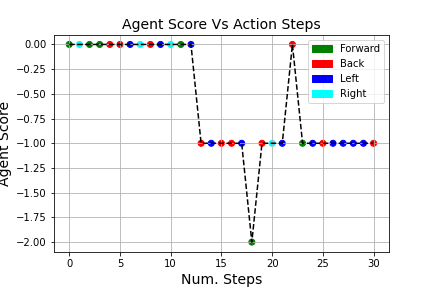 Agent Score Vs Action Steps
Agent Score
0.00
−0.25
−0.50
−0.75
−1.00
−1.25
−1.50
−1.75
−2.00
Forward
Back
Left
Right
0 5 10 15 20 25 30
Num. Steps